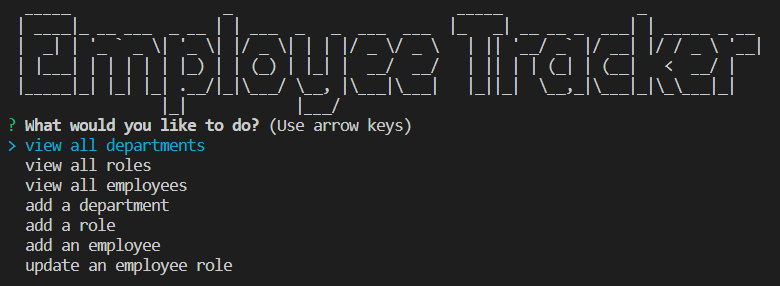 Employee Tracker
? What would you like to do? (Use arrow keys)
> view all departments
view all roles
view all employees
add a department
add a role
add an employee
update an employee role